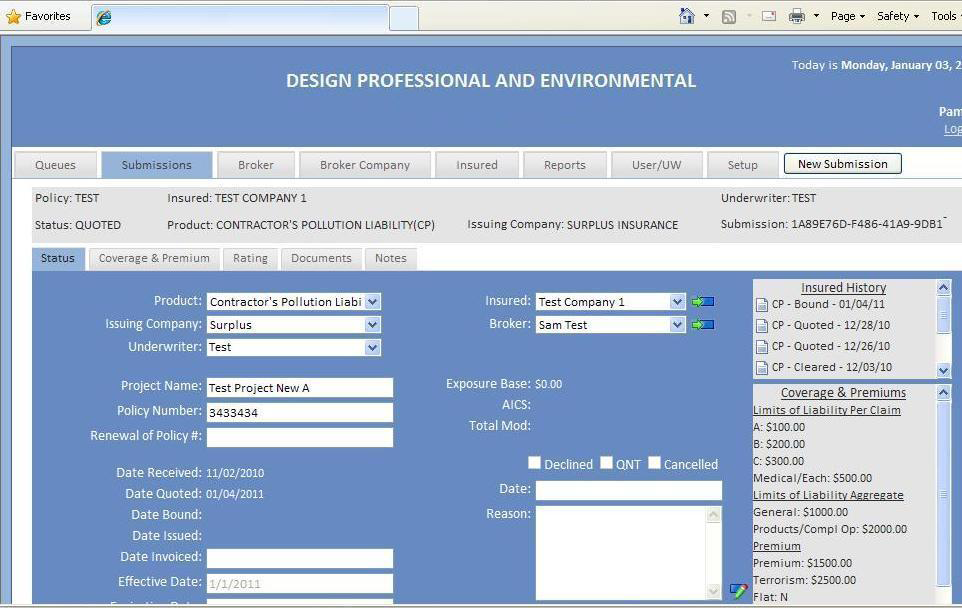 Favorites
Page Safety Tools
Today is Monday, January 03, 2
DESIGN PROFESSIONAL AND ENVIRONMENTAL
Pam
Log
Queues Submissions Broker Broker Company Insured Reports User/UW Setup New Submission
Policy: TEST Insured: TEST COMPANY 1 Underwriter: TEST
Status: QUOTED Product: CONTRACTOR'S POLLUTION LIABILITY(CP) Issuing Company: SURPLUS INSURANCE Submission: 1A89E76D-F486-41A9-9DB1
Status Coverage & Premium Rating Documents Notes
Product: Contractor's Pollution Liabi
Issuing Company: Surplus
Underwriter: Test
Insured: Test Company 1
Broker: Sam Test
Project Name: Test Project New A
Policy Number: 3433434
Renewal of Policy #:
Exposure Base: $0.00
AICS:
Total Mod:
Date Received: 11/02/2010
Date Quoted: 01/04/2011
Date Bound:
Date Issued:
Date Invoiced:
Effective Date: 1/1/2011
Declined QNT Cancelled
Date:
Reason:
Insured History
CP - Bound - 01/04/11
CP - Quoted - 12/28/10
CP - Quoted - 12/26/10
CP - Cleared - 12/03/10
Coverage & Premiums
Limits of Liability Per Claim
A: $100.00
B: $200.00
C: $300.00
Medical/Each: $500.00
Limits of Liability Aggregate
General: $1000.00
Products/Compl Op: $2000.00
Premium
Premium: $1500.00
Terrorism: $2500.00
Flat: N